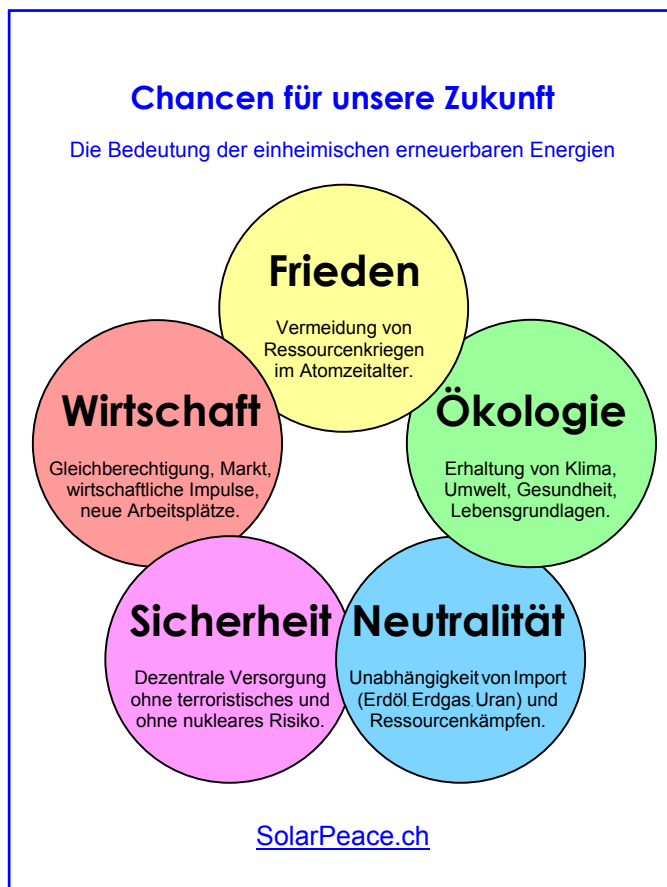 Chancen für unsere Zukunft
Die Bedeutung der einheimischen erneuerbaren Energien
Frieden
Vermeidung von
Ressourcenkriegen
im Atomzeitalter.
Wirtschaft
Gleichberechtigung, Markt,
wirtschaftliche Impulse,
neue Arbeitsplätze.
Ökologie
Erhaltung von Klima,
Umwelt, Gesundheit,
Lebensgrundlagen.
Sicherheit
Dezentrale Versorgung
ohne terroristisches und
ohne nukleares Risiko.
Neutralität
Unabhängigkeit von Import
(Erdöl, Erdgas, Uran) und
Ressourcenkämpfen.
SolarPeace.ch